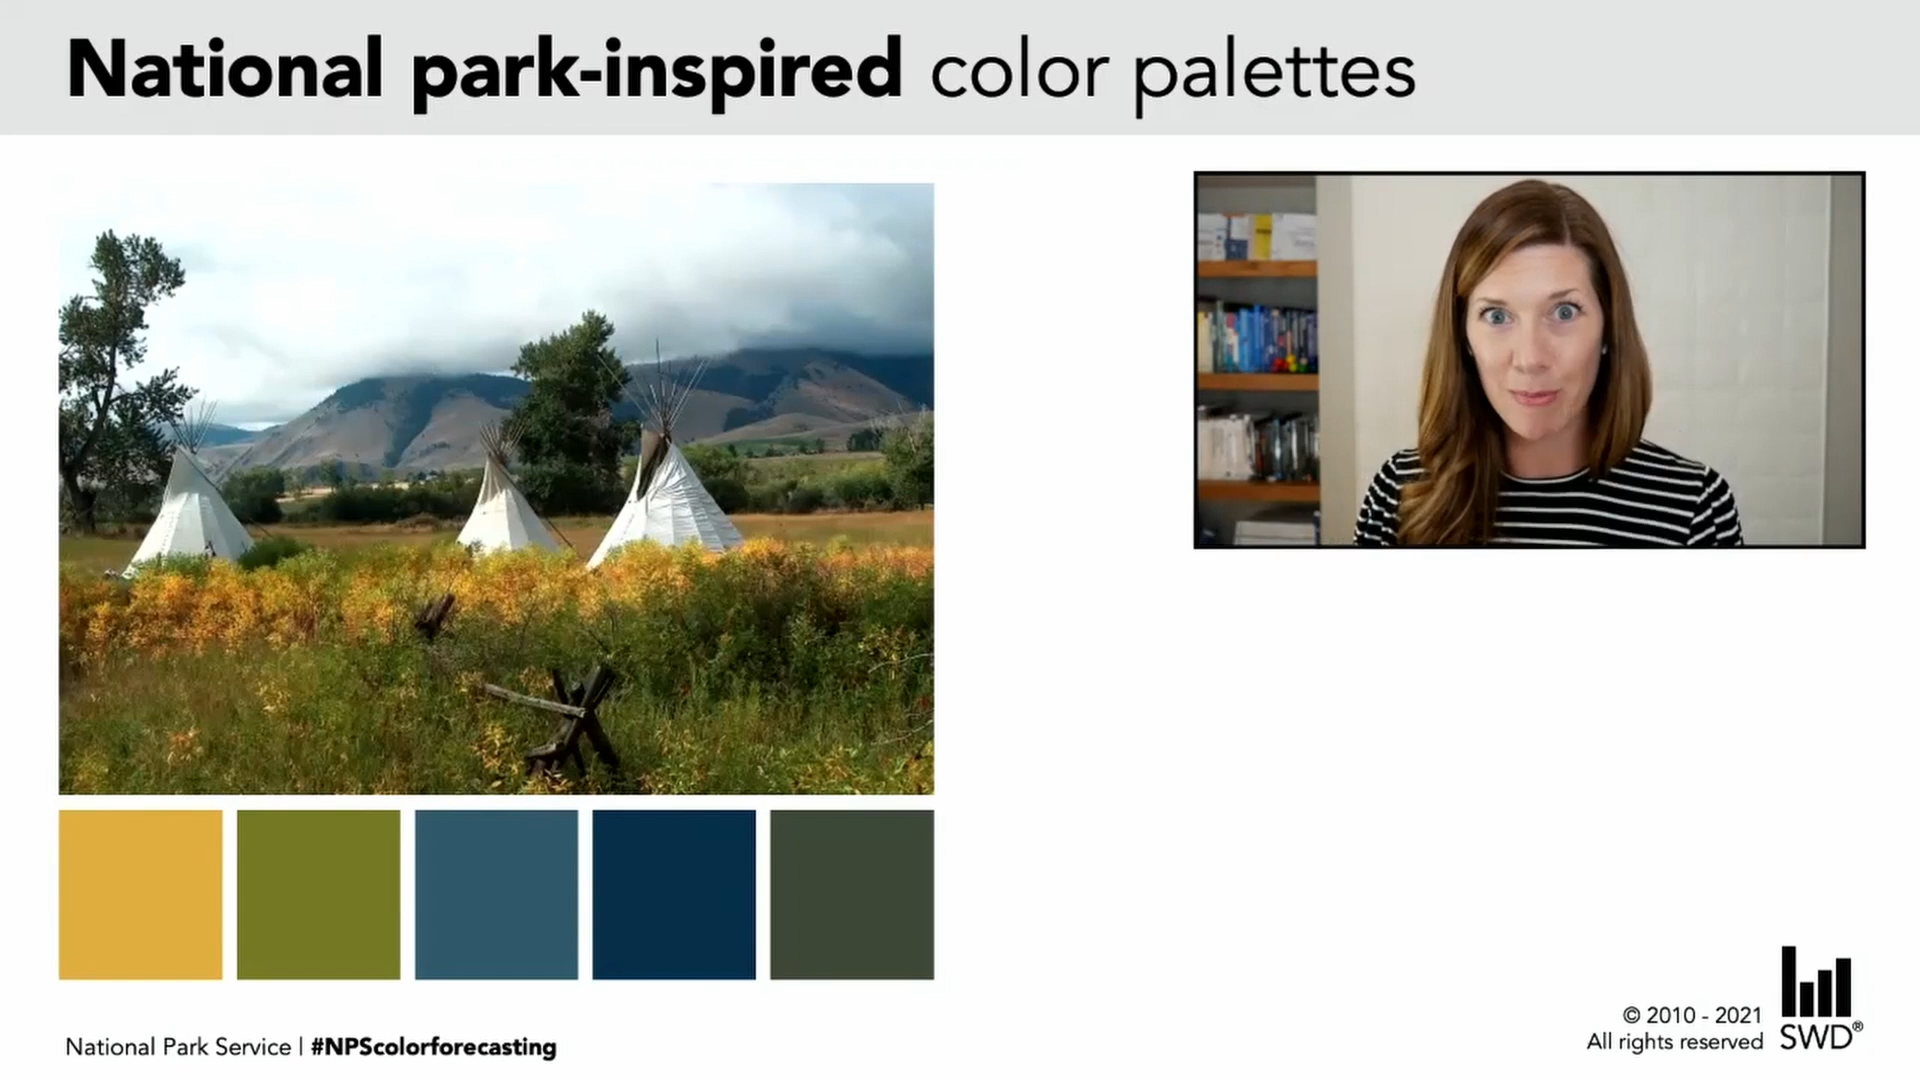 National park-inspired color palettes
National Park Service | #NPScolorforecasting
© 2010 - 2021
All rights reserved
SWD®